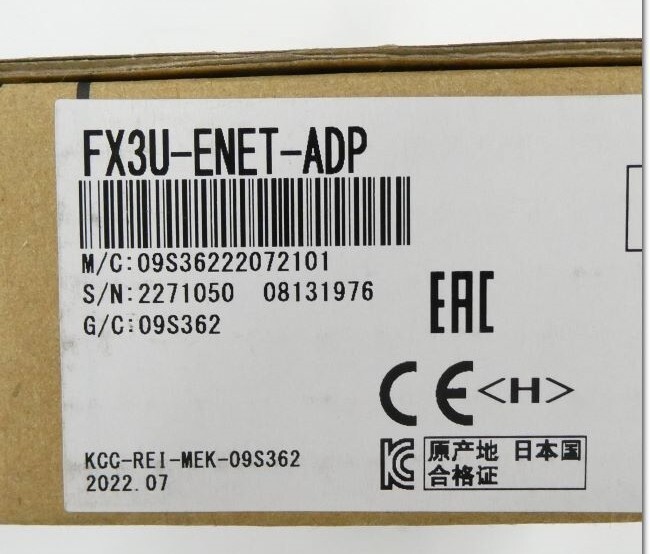 FX3U-ENET-ADP
M/C:09S36222072101
S/N:2271050 08131976
G/C:09S362
EAC
CE<H>
KCC-REI-MEK-09S362
2022.07
KC
原产地 日本国
合格证